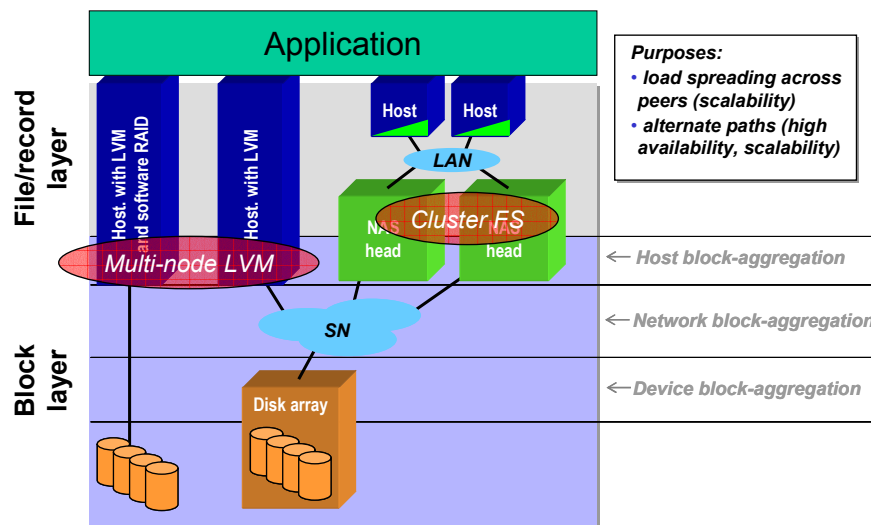 Application
Purposes:
• load spreading across
peers (scalability)
• alternate paths (high
availability, scalability)
File/record
layer
Host. with LVM
and software RAID
Host. with LVM
Host
Host
LAN
Cluster FS
NAS
head
NAS
head
Multi-node LVM
Host block-aggregation
SN
Network block-aggregation
Block
layer
Device block-aggregation
Disk array